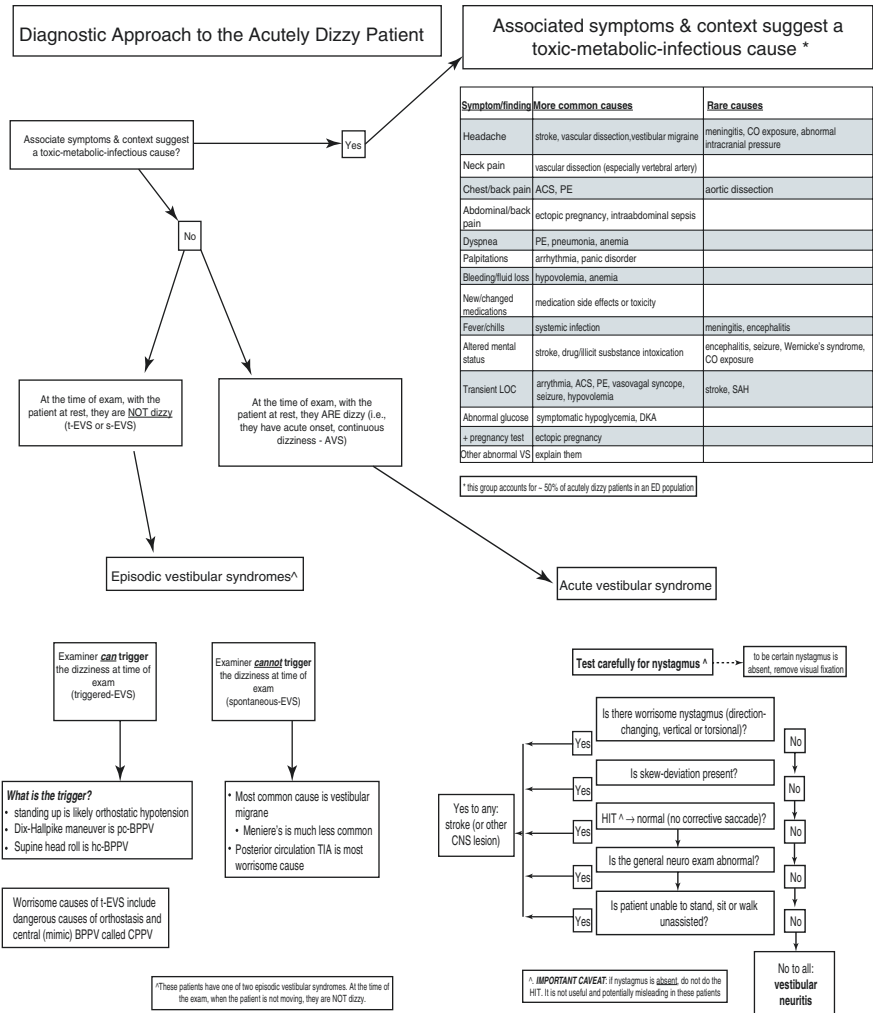 Diagnostic Approach to the Acutely Dizzy Patient
Associated symptoms & context suggest a
toxic-metabolic-infectious cause *
Associate symptoms & context suggest
a toxic-metabolic-infectious cause?
Yes
No
Symptom/finding More common causes Rare causes
Headache stroke, vascular dissection,vestibular migraine meningitis, CO exposure, abnormal
intracranial pressure
Neck pain vascular dissection (especially vertebral artery)
Chest/back pain ACS, PE aortic dissection
Abdominal/back
pain ectopic pregnancy, intraabdominal sepsis
Dyspnea PE, pneumonia, anemia
Palpitations arrhythmia, panic disorder
Bleeding/fluid loss hypovolemia, anemia
New/changed
medications medication side effects or toxicity
Fever/chills systemic infection meningitis, encephalitis
Altered mental
status stroke, drug/illicit susbstance intoxication encephalitis, seizure, Wernicke's syndrome,
CO exposure
Transient LOC arrythmia, ACS, PE, vasovagal syncope,
seizure, hypovolemia stroke, SAH
Abnormal glucose symptomatic hypoglycemia, DKA
+ pregnancy test ectopic pregnancy
Other abnormal VS explain them
* this group accounts for ~ 50% of acutely dizzy patients in an ED population
At the time of exam, with the
patient at rest, they are NOT dizzy
(t-EVS or s-EVS)
At the time of exam, with the
patient at rest, they ARE dizzy (i.e.,
they have acute onset, continuous
dizziness - AVS)
Episodic vestibular syndromes^
Acute vestibular syndrome
Examiner can trigger
the dizziness at time of
exam
(triggered-EVS)
Examiner cannot trigger
the dizziness at time of
exam
(spontaneous-EVS)
What is the trigger?
• standing up is likely orthostatic hypotension
• Dix-Hallpike maneuver is pc-BPPV
• Supine head roll is hc-BPPV
• Most common cause is vestibular
migrane
• Meniere's is much less common
• Posterior circulation TIA is most
worrisome cause
Worrisome causes of t-EVS include
dangerous causes of orthostasis and
central (mimic) BPPV called CPPV
^These patients have one of two episodic vestibular syndromes. At the time of
the exam, when the patient is not moving, they are NOT dizzy.
Test carefully for nystagmus ^
to be certain nystagmus is
absent, remove visual fixation
Is there worrisome nystagmus (direction-
changing, vertical or torsional)?
Yes
No
Is skew-deviation present?
Yes
No
HIT ^ → normal (no corrective saccade)?
Yes
No
Is the general neuro exam abnormal?
Yes
No
Is patient unable to stand, sit or walk
unassisted?
Yes
No
Yes to any:
stroke (or other
CNS lesion)
No to all:
vestibular
neuritis
^. IMPORTANT CAVEAT: if nystagmus is absent, do not do the
HIT. It is not useful and potentially misleading in these patients